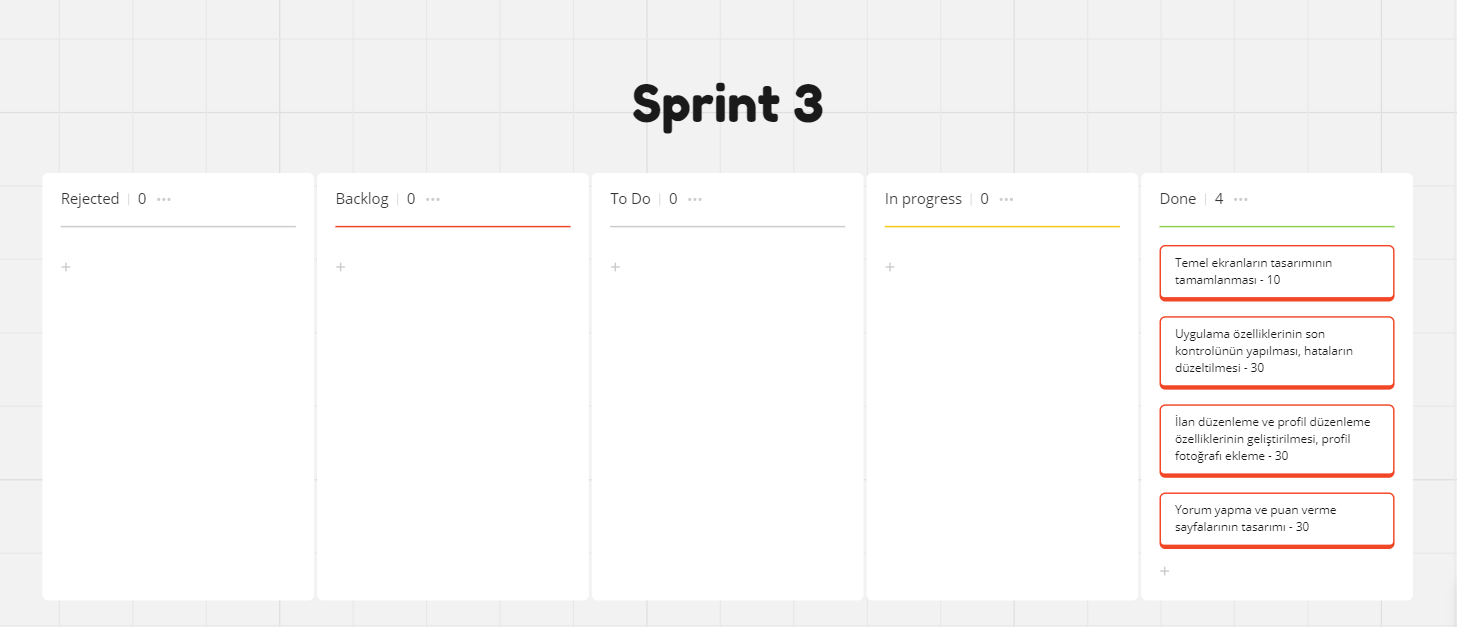 Sprint 3
Rejected 0
Backlog 0
To Do 0
In progress 0
Done 4
Temel ekranların tasarımının
tamamlanması - 10
Uygulama özelliklerinin son
kontrolünün yapılması, hataların
düzeltilmesi - 30
İlan düzenleme ve profil düzenleme
özelliklerinin geliştirilmesi, profil
fotoğrafı ekleme - 30
Yorum yapma ve puan verme
sayfalarının tasarımı - 30